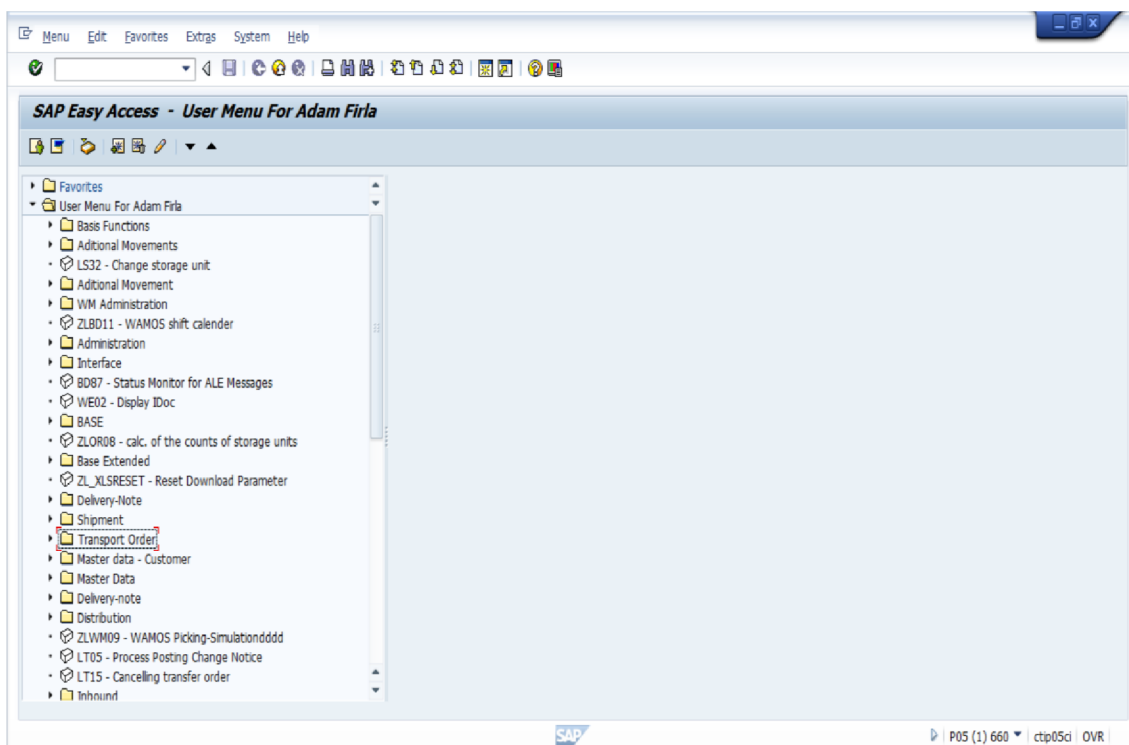 Menu Edit Favorites Extras System Help
SAP Easy Access - User Menu For Adam Firla
Favorites
User Menu For Adam Firla
Basis Functions
Aditional Movements
LS32 - Change storage unit
Aditional Movement
WM Administration
ZLBD11 - WAMOS shift calender
Administration
Interface
BD87 - Status Monitor for ALE Messages
WE02 - Display IDoc
BASE
ZLOR08 - calc. of the counts of storage units
Base Extended
ZL_XLSRESET - Reset Download Parameter
Delivery-Note
Shipment
Transport Order
Master data - Customer
Master Data
Delivery-note
Distribution
ZLWM09 - WAMOS Picking-Simulationdddd
LT05 - Process Posting Change Notice
LT15 - Cancelling transfer order
Inbound
SAP P05 (1) 660 ctip05ci OVR